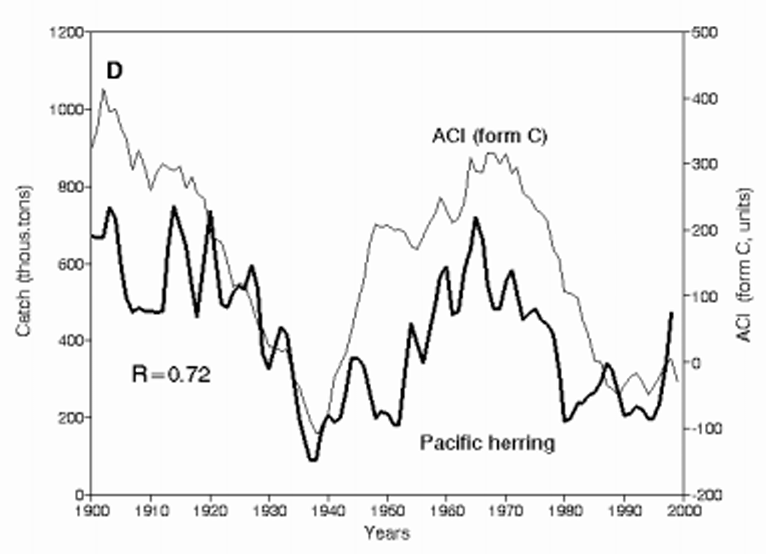 1200
1000
800
600
400
200
0
Catch (thous.tons)
D
ACI (form C)
R=0.72
Pacific herring
500
400
300
200
100
0
-100
-200
ACI (form C, units)
1900 1910 1920 1930 1940 1950 1960 1970 1980 1990 2000
Years